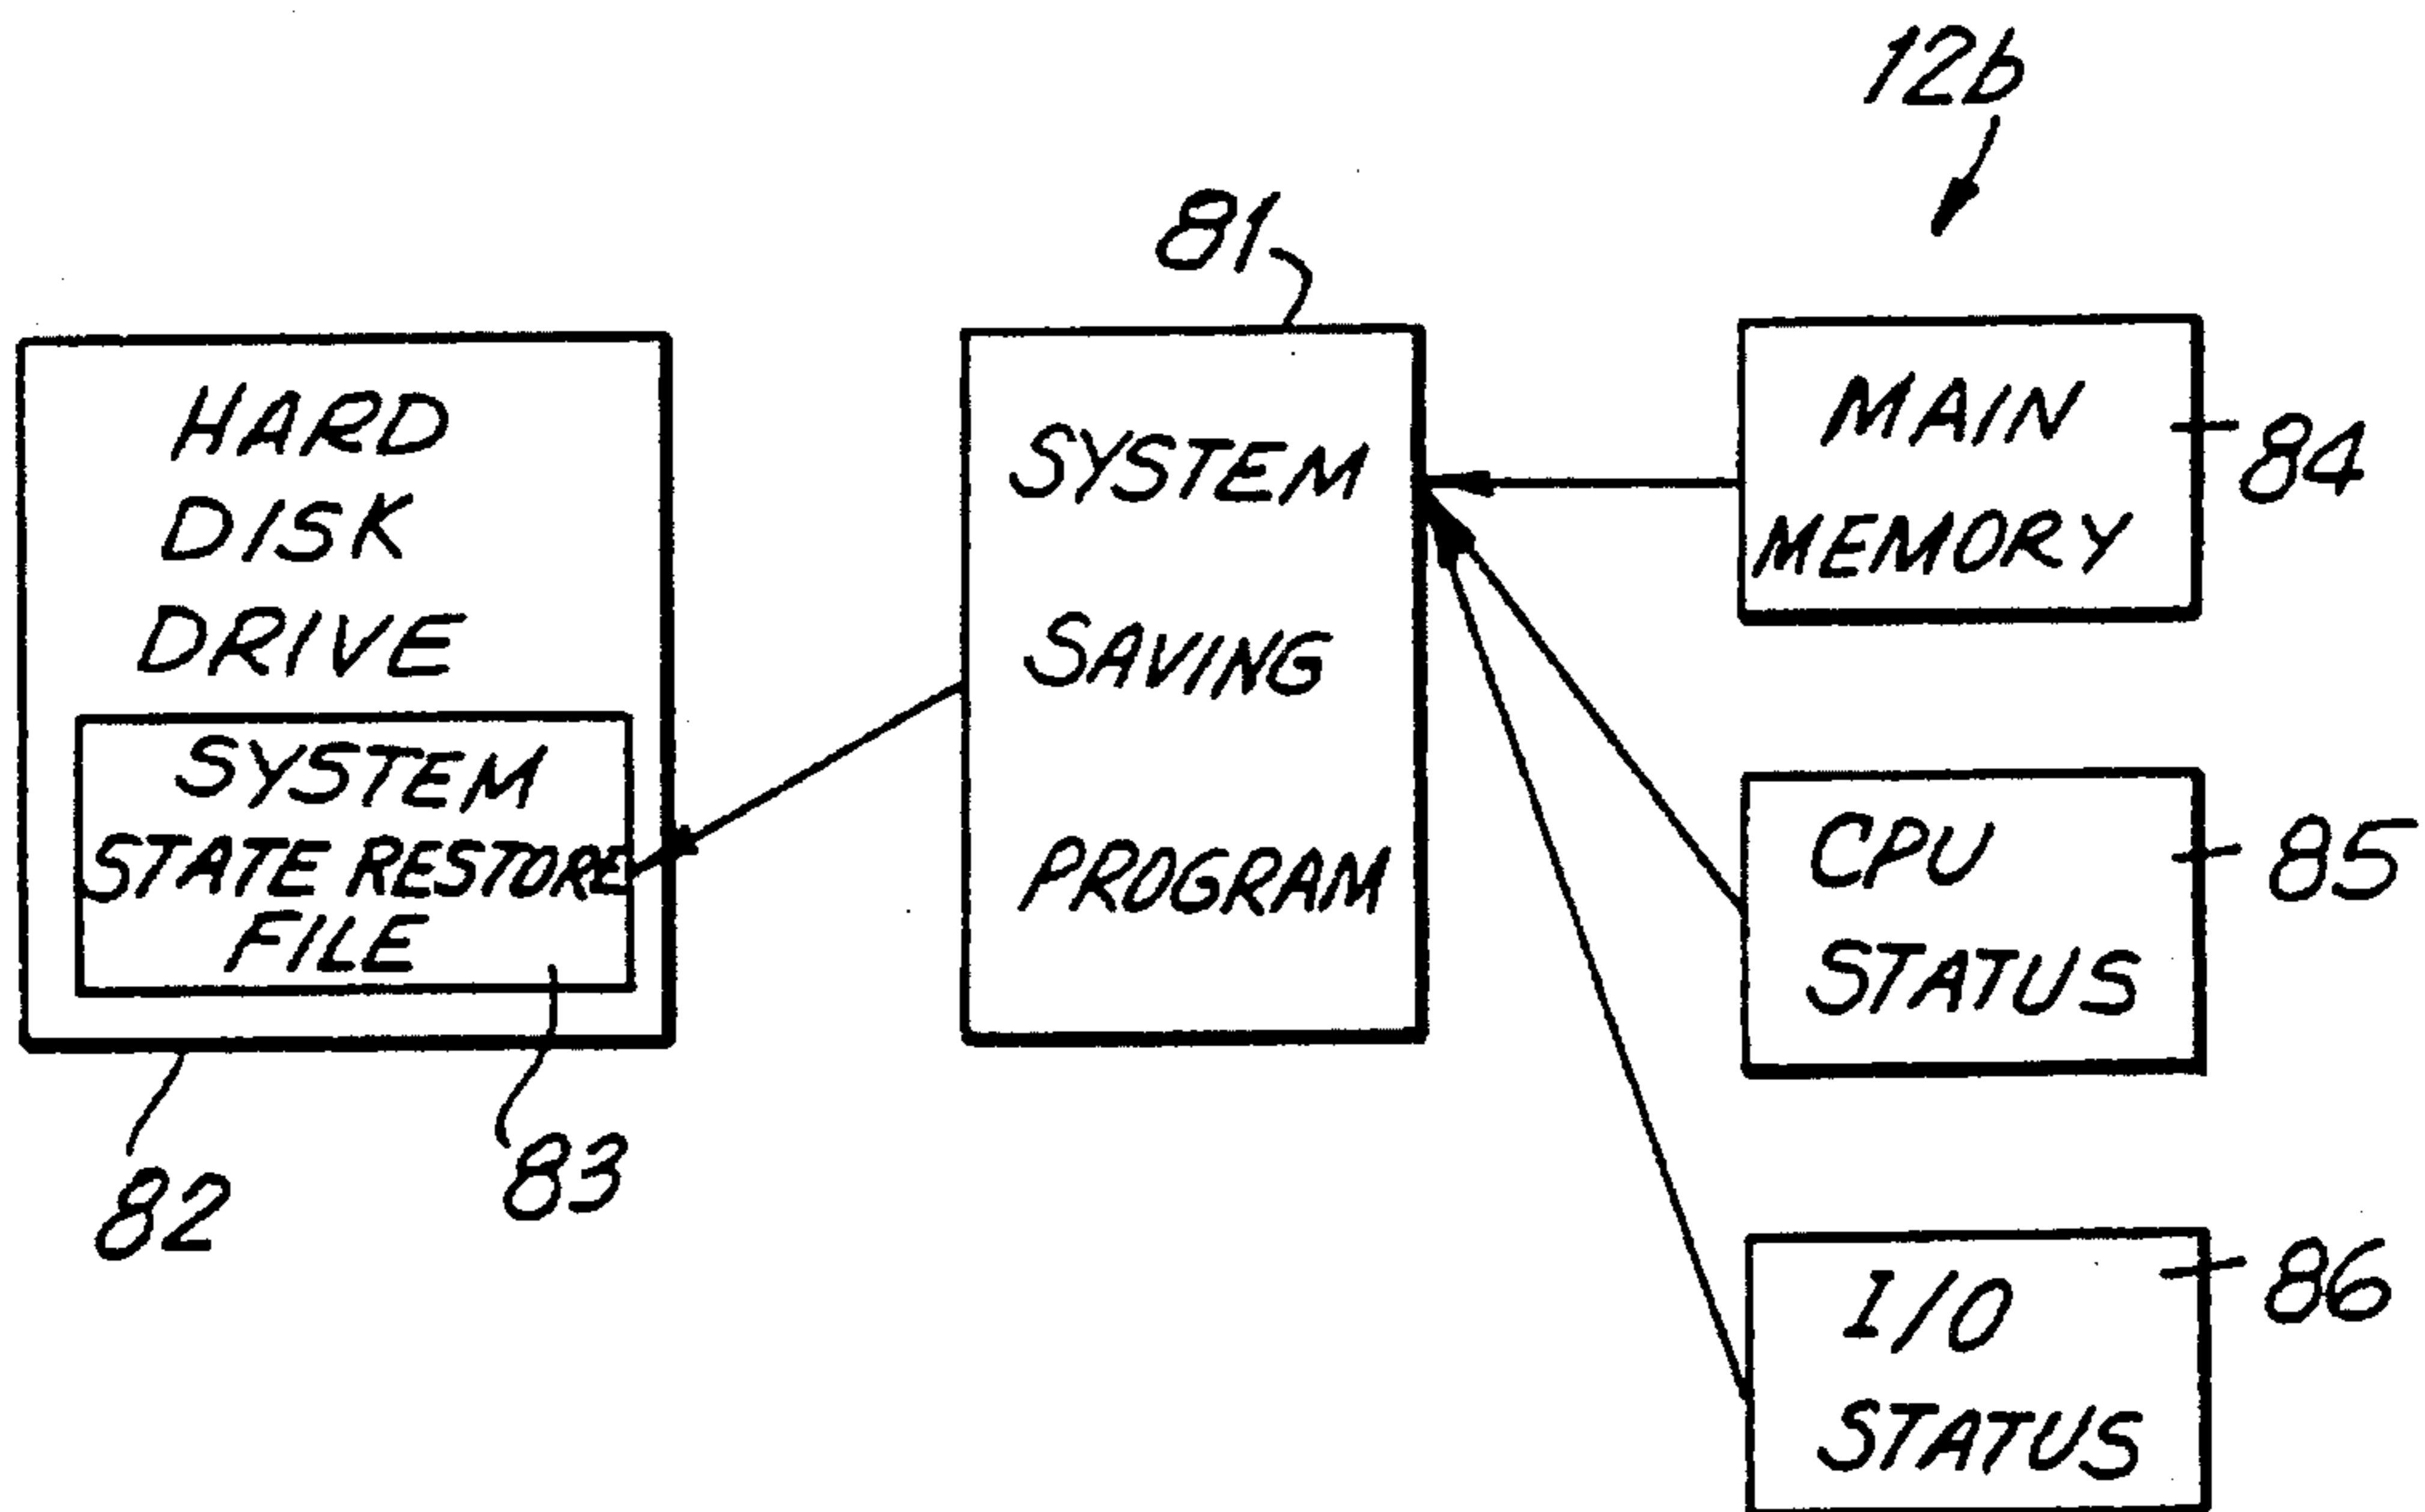 12b
81
HARD
DISK
DRIVE
SYSTEM
STATE RESTORE
FILE
82
83
SYSTEM
SAVING
PROGRAM
MAIN
MEMORY
84
CPU
STATUS
85
I/O
STATUS
86